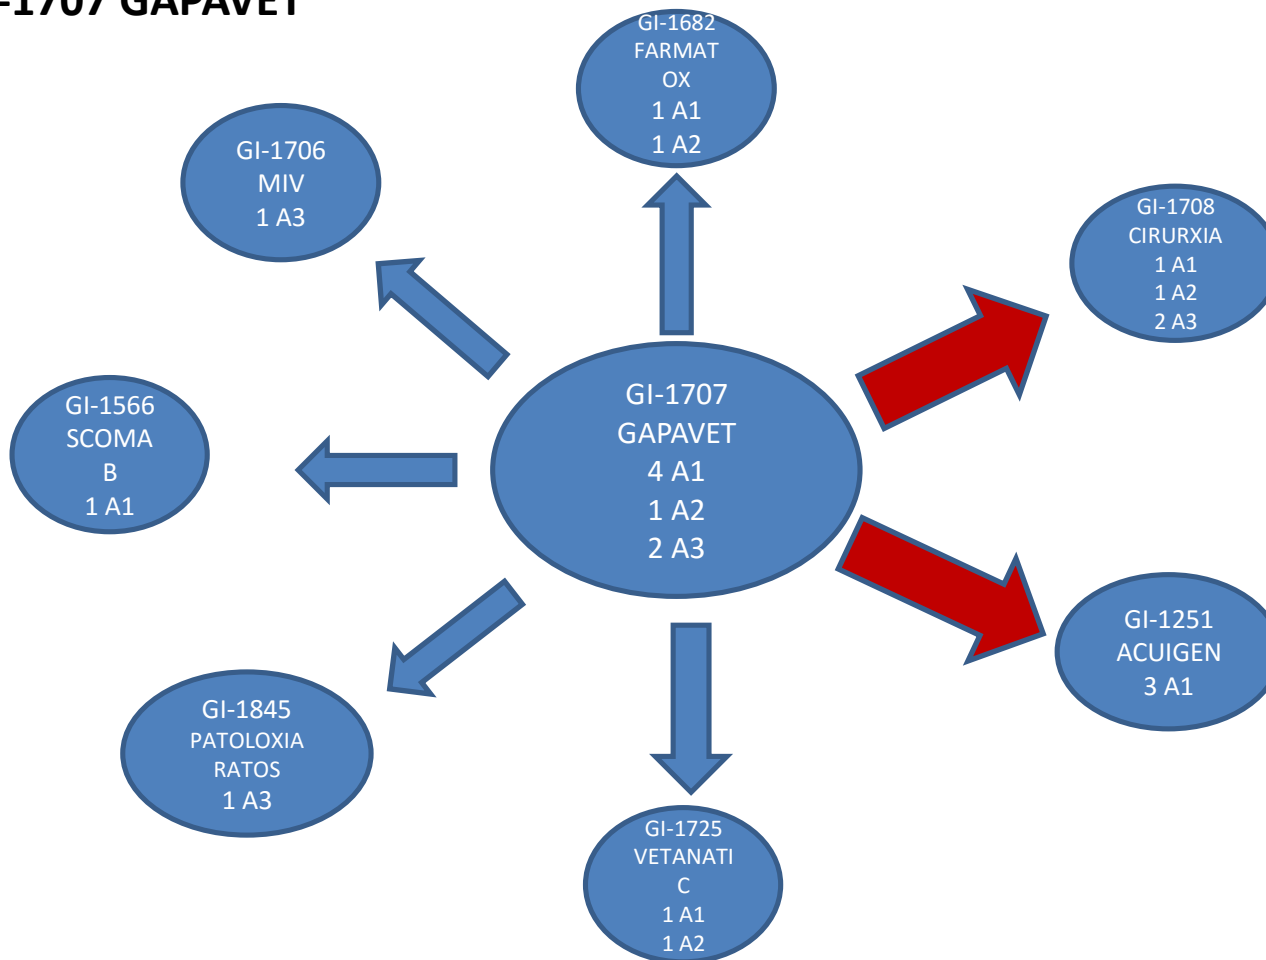 -1707 GAPAVET
GI-1682
FARMAT
OX
1 A1
1 A2
GI-1706
MIV
1 A3
GI-1708
CIRURXIA
1 A1
1 A2
2 A3
GI-1566
SCOMA
B
1 A1
GI-1707
GAPAVET
4 A1
1 A2
2 A3
GI-1251
ACUIGEN
3 A1
GI-1845
PATOLOXIA
RATOS
1 A3
GI-1725
VETANATI
C
1 A1
1 A2